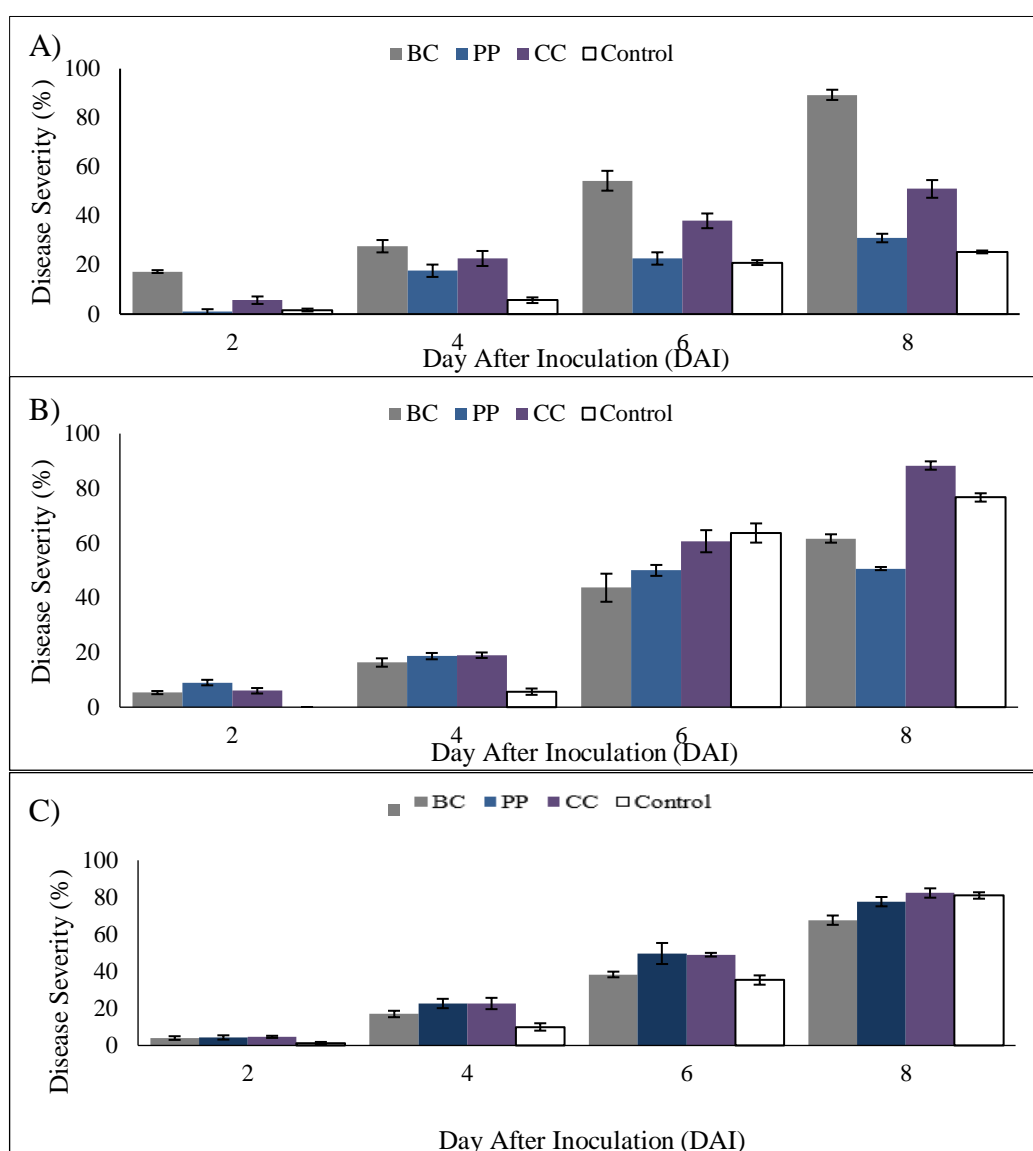 A)
BC PP CC Control
100
80
60
40
20
0
Disease Severity (%)
2 4 6 8
Day After Inoculation (DAI)
B)
BC PP CC Control
100
80
60
40
20
0
Disease Severity (%)
2 4 6 8
Day After Inoculation (DAI)
C)
BC PP CC Control
100
80
60
40
20
0
Disease Severity (%)
2 4 6 8
Day After Inoculation (DAI)